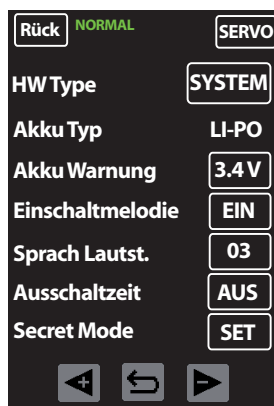 Rück NORMAL SERVO
HW Type SYSTEM
Akku Typ LI-PO
Akku Warnung 3.4 V
Einschaltmelodie EIN
Sprach Lautst. 03
Ausschaltzeit AUS
Secret Mode SET